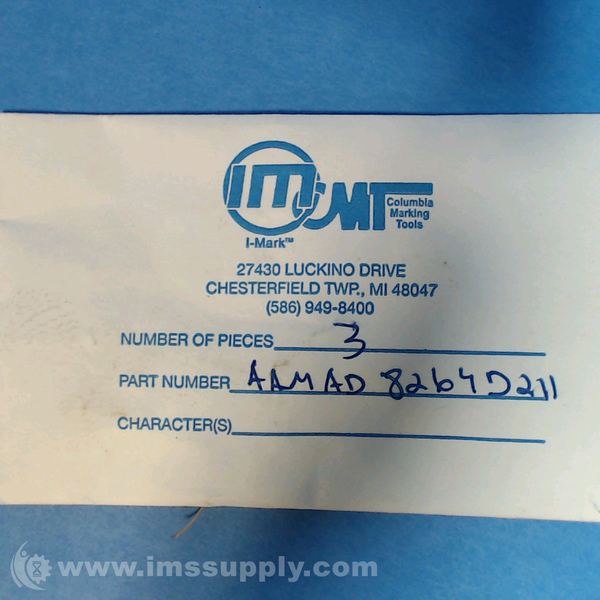 IM
CMT
Columbia
Marking
Tools
I-Mark™
27430 LUCKINO DRIVE
CHESTERFIELD TWP., MI 48047
(586) 949-8400
NUMBER OF PIECES 3
PART NUMBER AAMAD 8264D211
CHARACTER(S)
www.imssupply.com